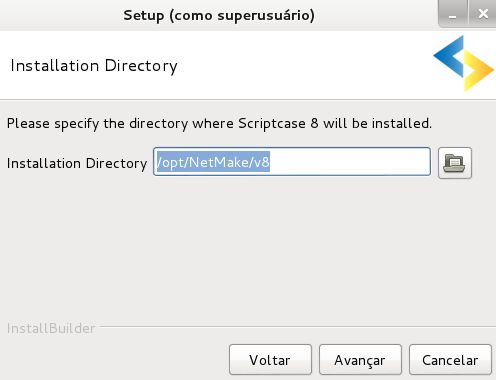 Setup (como superusuário)
Installation Directory
Please specify the directory where Scriptcase 8 will be installed.
Installation Directory /opt/NetMake/v8
InstallBuilder
Voltar Avançar Cancelar